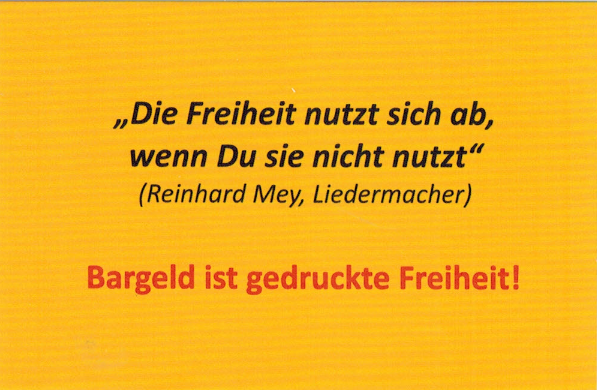 „Die Freiheit nutzt sich ab,
wenn Du sie nicht nutzt“
(Reinhard Mey, Liedermacher)
Bargeld ist gedruckte Freiheit!